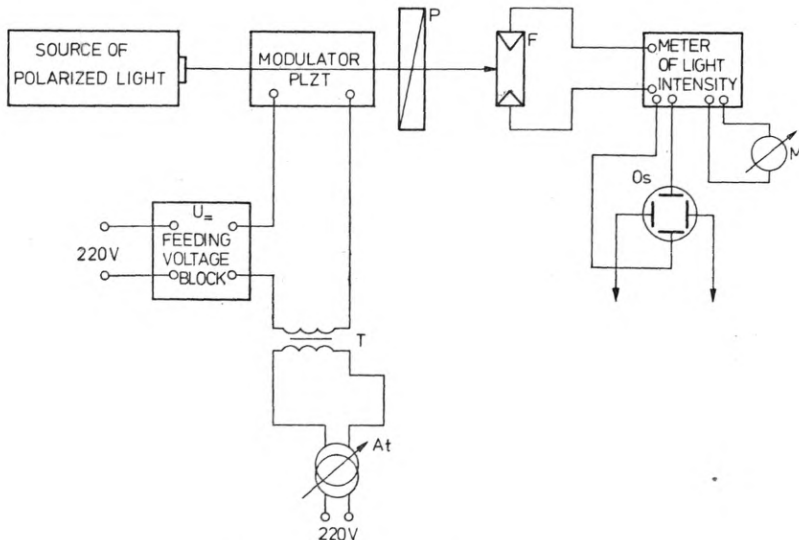 SOURCE OF
POLARIZED LIGHT
MODULATOR
PLZT
P
F
METER
OF LIGHT
INTENSITY
M
Os
U=
FEEDING
VOLTAGE
BLOCK
220V
T
At
220V